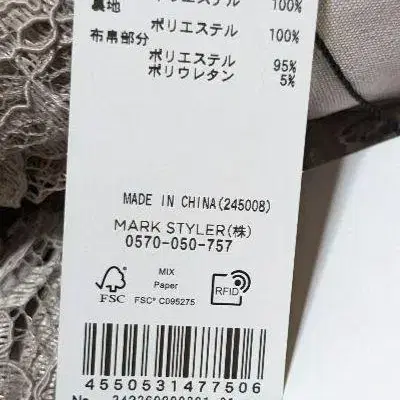 ポリエステル 100%
裏地 ポリエステル 100%
布帛部分
ポリエステル 95%
ポリウレタン 5%
MADE IN CHINA(245008)
MARK STYLER(株)
0570-050-757
FSC
MIX
Paper
FSC® C095275
RFID
4550531477506
No.